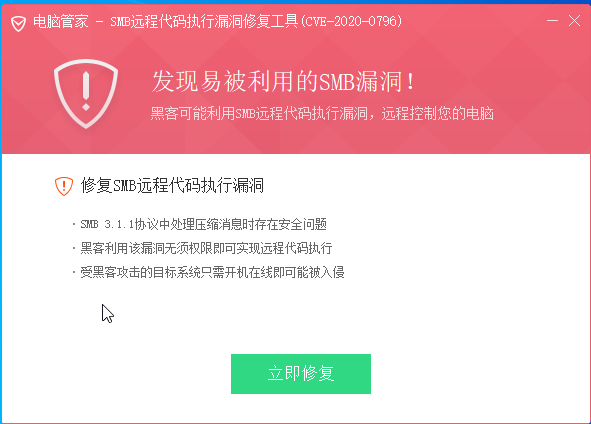 电脑管家 - SMB远程代码执行漏洞修复工具(CVE-2020-0796)
发现易被利用的SMB漏洞!
黑客可能利用SMB远程代码执行漏洞，远程控制您的电脑
修复SMB远程代码执行漏洞
· SMB 3.1.1协议中处理压缩消息时存在安全问题
· 黑客利用该漏洞无须权限即可实现远程代码执行
· 受黑客攻击的目标系统只需开机在线即可能被入侵
立即修复